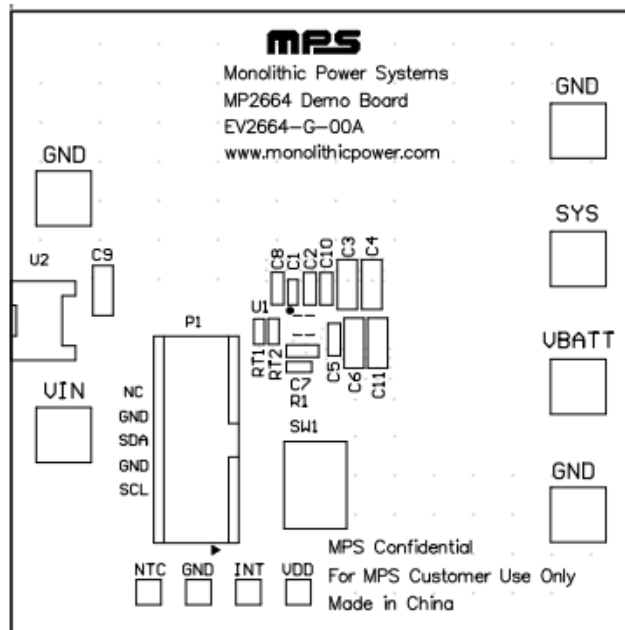 MPS
Monolithic Power Systems
MP2664 Demo Board
EV2664-G-00A
www.monolithicpower.com
GND
GND
SYS
U2
C9
C8
C1
C2
C10
C3
C4
U1
P1
RT1
RT2
C7
R1
C5
C6
C11
VBATT
VIN
NC
GND
SDA
GND
SCL
SW1
GND
NTC
GND
INT
VDD
MPS Confidential
For MPS Customer Use Only
Made in China